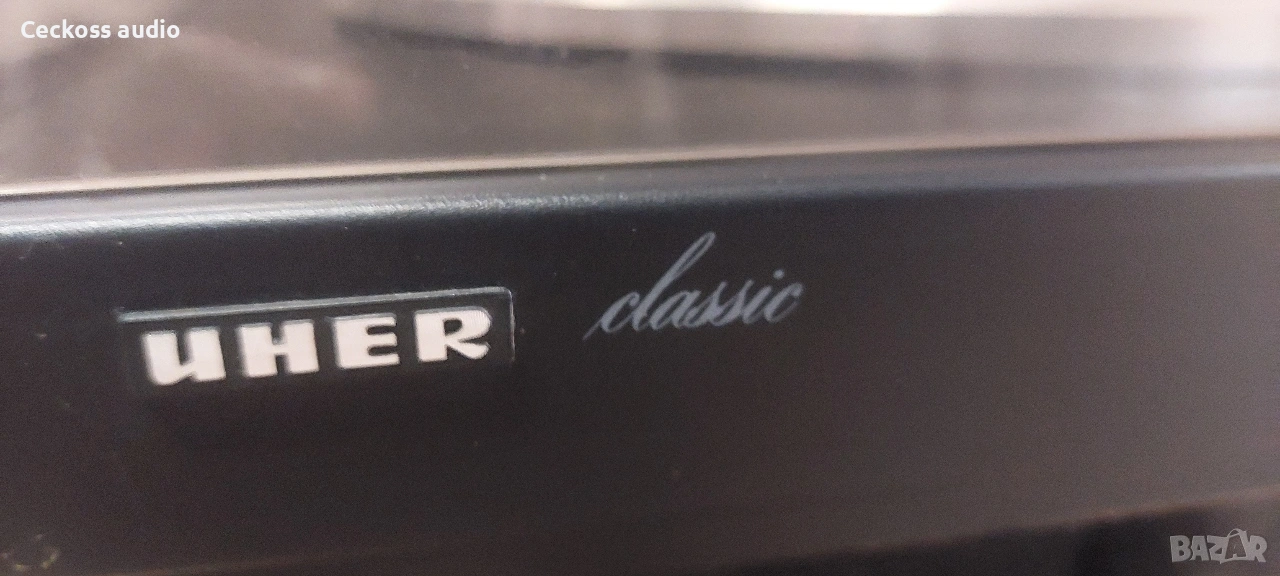 Ceckoss audio
UHER classic
BAZAR